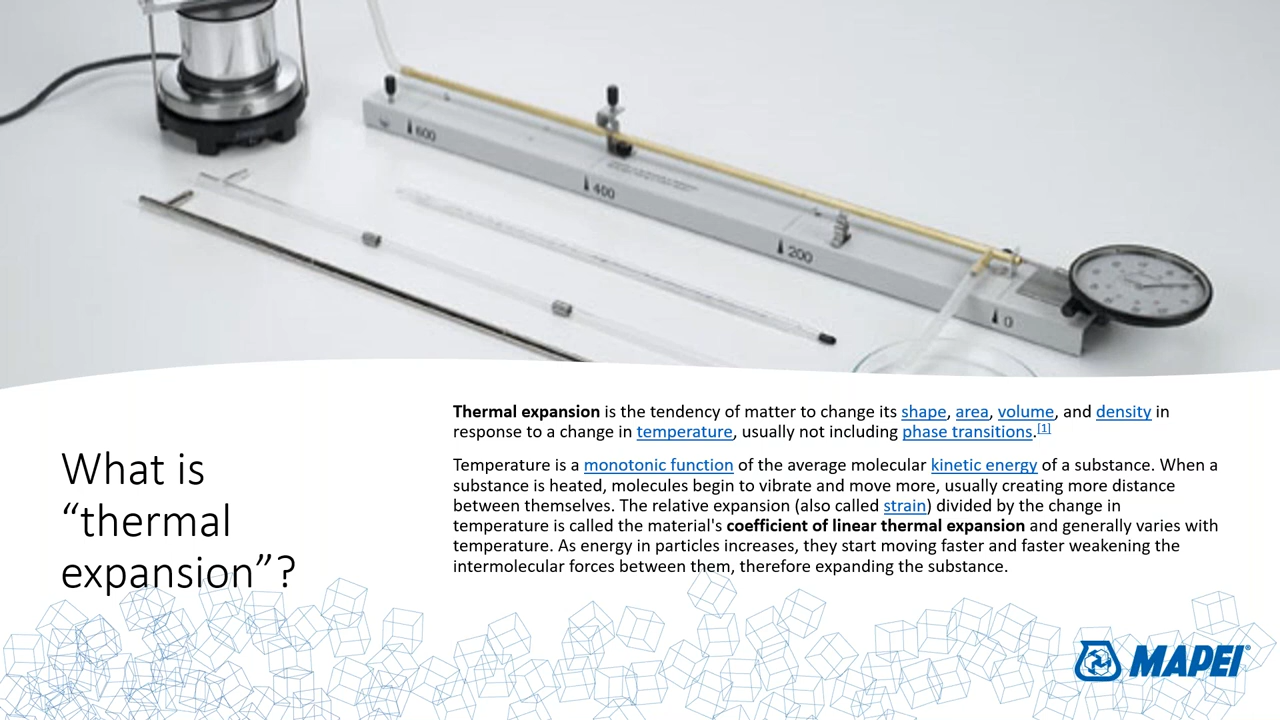 600
400
200
0
What is
“thermal
expansion”?
Thermal expansion is the tendency of matter to change its shape, area, volume, and density in
response to a change in temperature, usually not including phase transitions.[1]
Temperature is a monotonic function of the average molecular kinetic energy of a substance. When a
substance is heated, molecules begin to vibrate and move more, usually creating more distance
between themselves. The relative expansion (also called strain) divided by the change in
temperature is called the material's coefficient of linear thermal expansion and generally varies with
temperature. As energy in particles increases, they start moving faster and faster weakening the
intermolecular forces between them, therefore expanding the substance.
MAPEI®